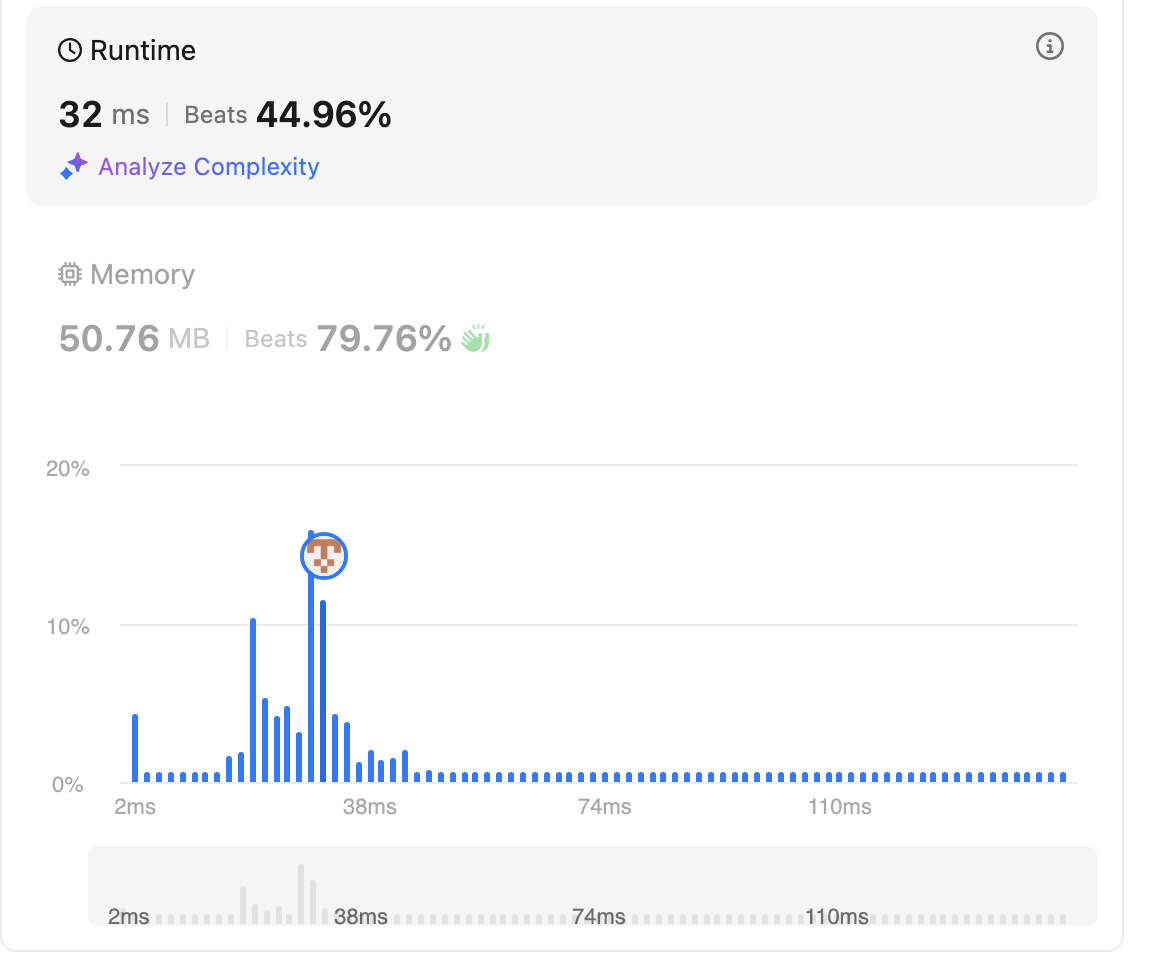 Runtime
32 ms Beats 44.96%
Analyze Complexity
Memory
50.76 MB Beats 79.76%
20%
10%
0%
2ms 38ms 74ms 110ms
2ms 38ms 74ms 110ms